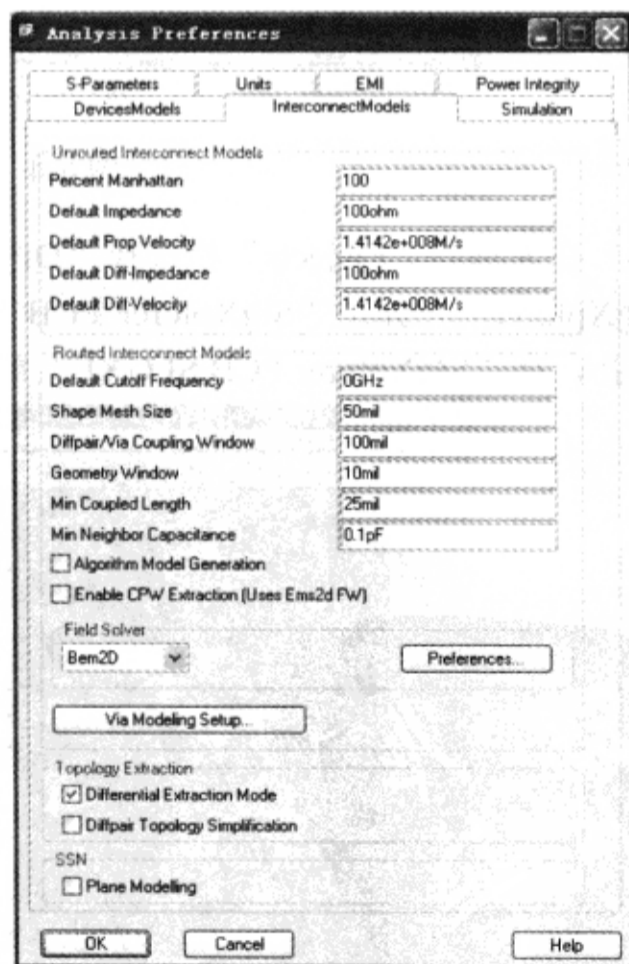 Analysis Preferences
S-Parameters Units EMI Power Integrity
DevicesModels InterconnectModels Simulation
Unrouted Interconnect Models
Percent Manhattan 100
Default Impedance 100ohm
Default Prop Velocity 1.4142e+008M/s
Default Diff-Impedance 100ohm
Default Diff-Velocity 1.4142e+008M/s
Routed Interconnect Models
Default Cutoff Frequency 0GHz
Shape Mesh Size 50mil
Diffpair/Via Coupling Window 100mil
Geometry Window 10mil
Min Coupled Length 25mil
Min Neighbor Capacitance 0.1pF
Algorithm Model Generation
Enable CPW Extraction (Uses Ems2d FW)
Field Solver
Bem2D Preferences...
Via Modeling Setup...
Topology Extraction
Differential Extraction Mode
Diffpair Topology Simplification
SSN
Plane Modelling
OK Cancel Help